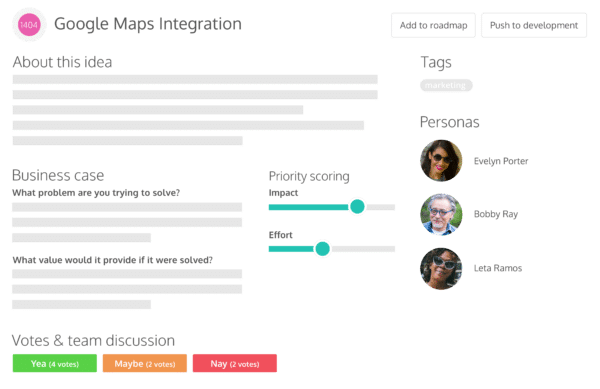 1404 Google Maps Integration
Add to roadmap
Push to development
About this idea
Tags
marketing
Personas
Evelyn Porter
Bobby Ray
Leta Ramos
Business case
What problem are you trying to solve?
What value would it provide if it were solved?
Priority scoring
Impact
Effort
Votes & team discussion
Yea (4 votes)
Maybe (2 votes)
Nay (2 votes)